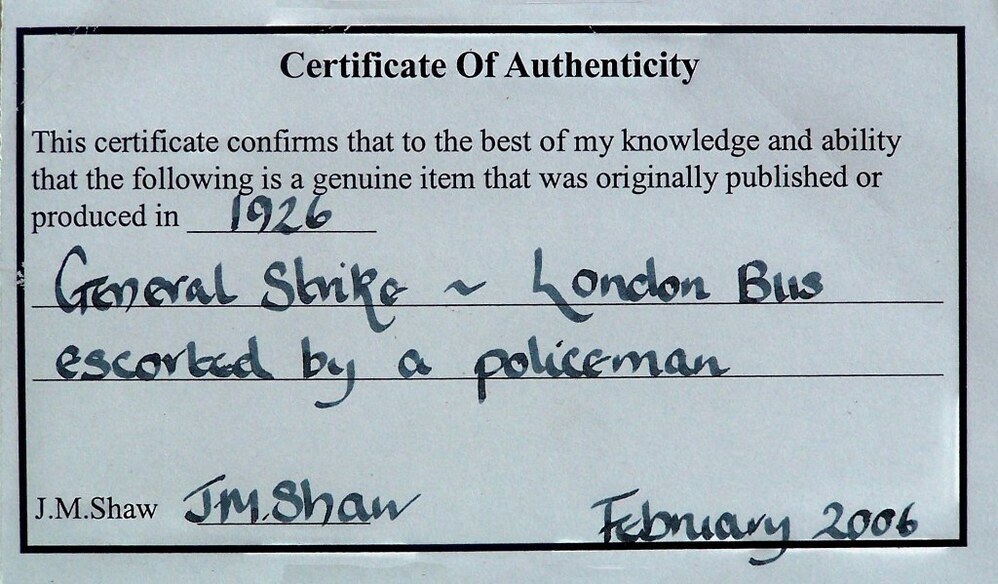 Certificate Of Authenticity
This certificate confirms that to the best of my knowledge and ability
that the following is a genuine item that was originally published or
produced in 1926
General Strike ~ London Bus
escorted by a policeman
J.M.Shaw J.M.Shaw February 2006